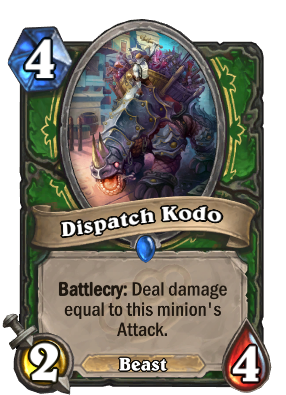 4
Dispatch Kodo
Battlecry: Deal damage
equal to this minion's
Attack.
2
Beast
4